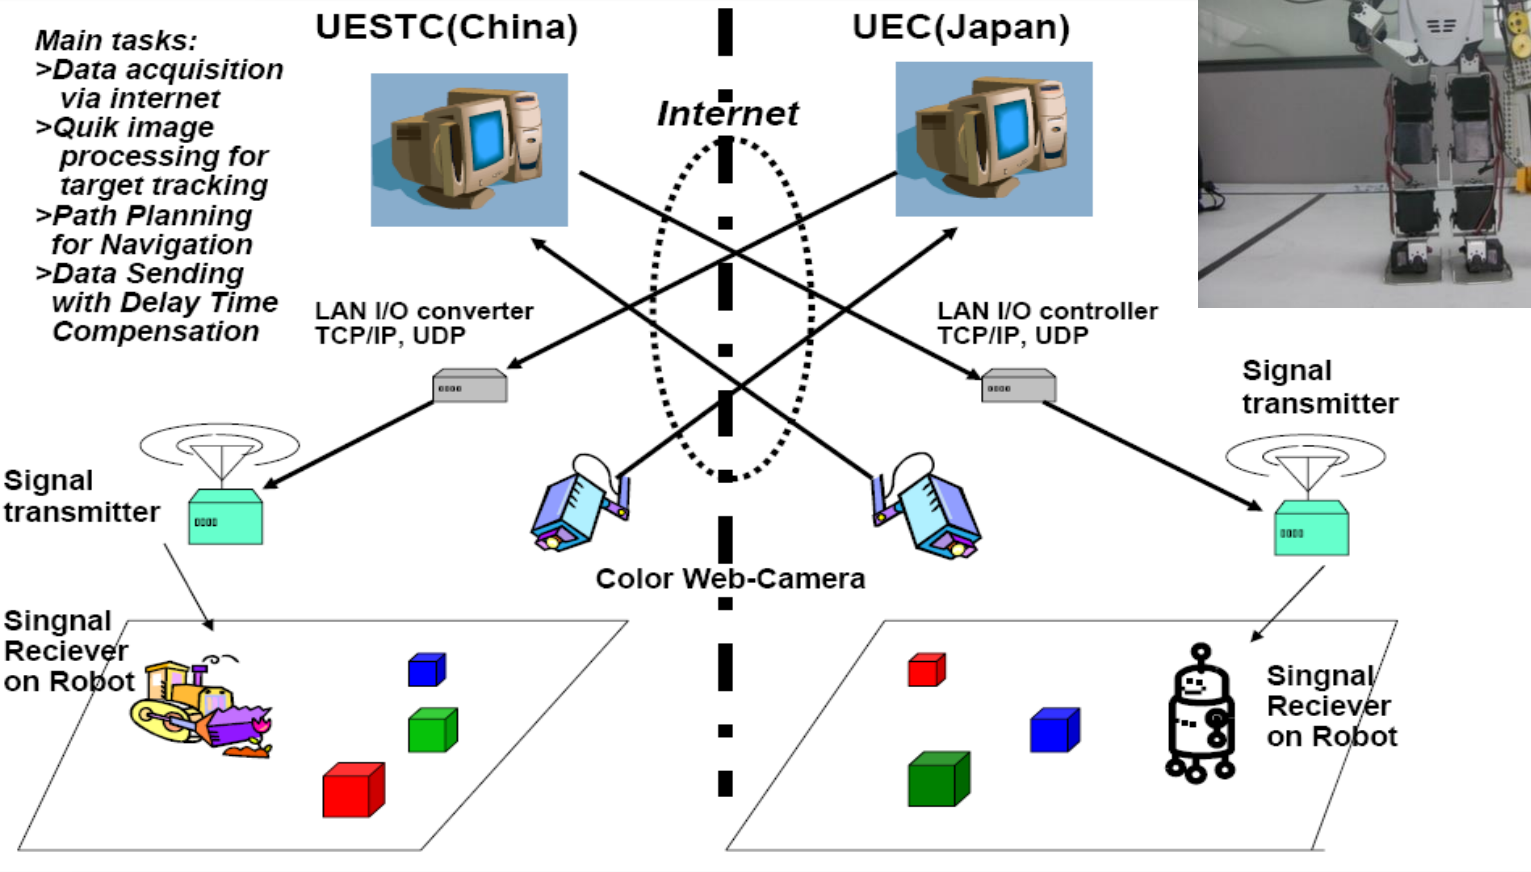 Main tasks:
>Data acquisition
via internet
>Quik image
processing for
target tracking
>Path Planning
for Navigation
>Data Sending
with Delay Time
Compensation
UESTC(China)
UEC(Japan)
Internet
LAN I/O converter
TCP/IP, UDP
LAN I/O controller
TCP/IP, UDP
Signal
transmitter
Signal
transmitter
Color Web-Camera
Singnal
Reciever
on Robot
Singnal
Reciever
on Robot